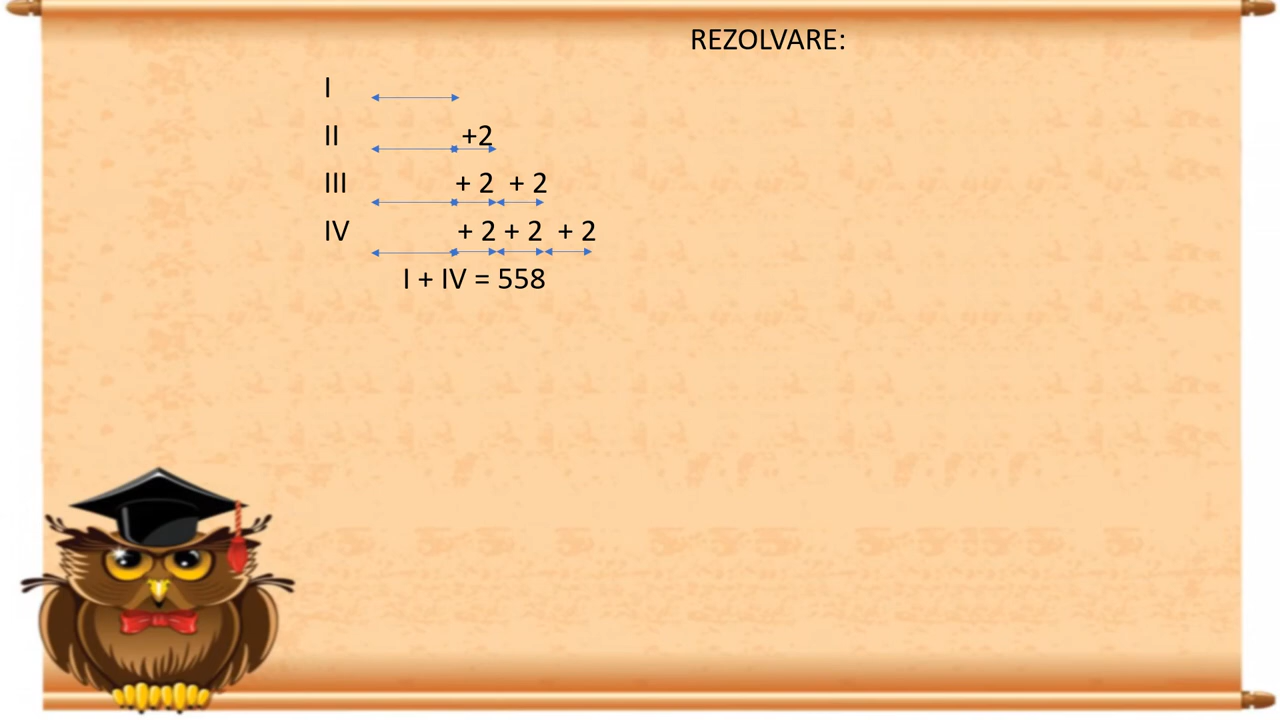 REZOLVARE:
I
II +2
III + 2 + 2
IV + 2 + 2 + 2
I + IV = 558